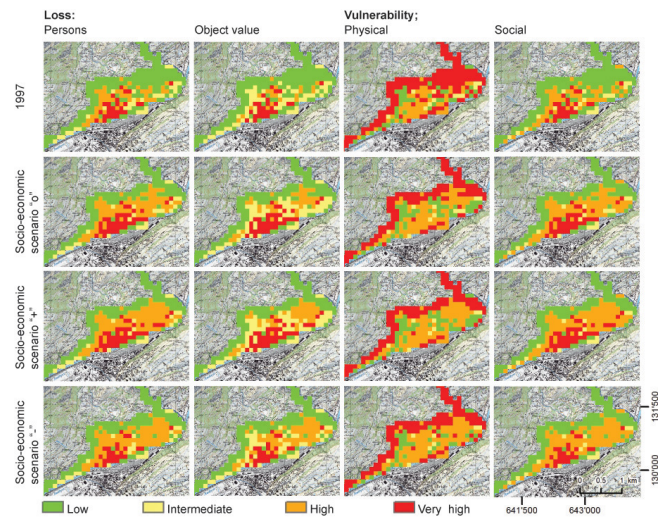 Loss:
Vulnerability;
Persons
Object value
Physical
Social
1997
Socio-economic
scenario "o"
Socio-economic
scenario "+"
Socio-economic
scenario "-"
131'500
130'000
0 0.5 1 km
641'500
643'000
Low
Intermediate
High
Very high